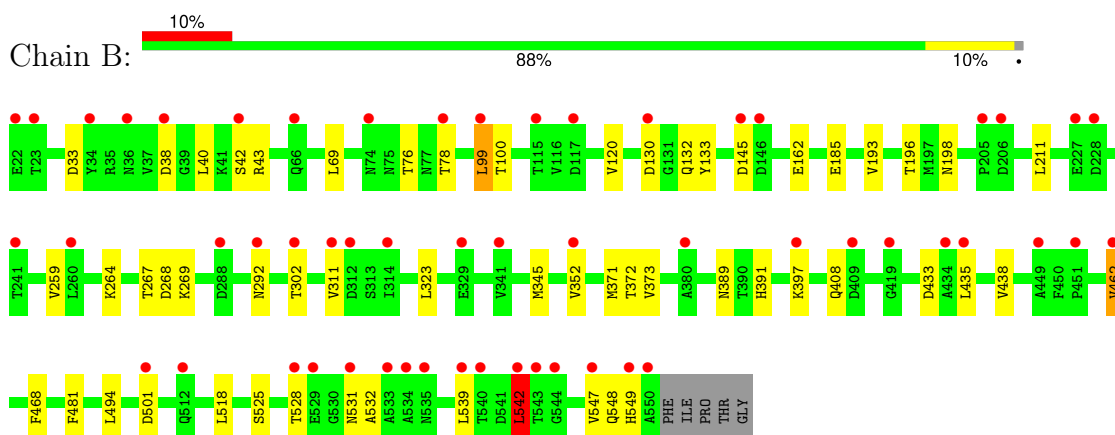 10%
Chain B:
88% 10% •
E22 T23 D33 Y34 R35 N36 V37 D38 G39 L40 K41 S42 R43 Q66 L69 N74 N75 T76 N77 T78 L99 T100 T115 V116 D117 V120 D130 G131 Q132 Y133 D145 D146 E162 E185 V193 T196 M197 N198 P205 D206 L211 E227 D228
T241 V259 L260 K264 T267 D268 K269 D288 N292 T302 V311 D312 S313 I314 L323 E329 V341 M345 V352 M371 T372 V373 A380 N389 T390 H391 K397 Q408 D409 G419 D433 A434 L435 V438 A449 F450 P451 V462
F468 F481 L494 D501 Q512 L518 S525 T528 E529 G530 N531 A532 A533 A534 N535 L539 T540 D541 L542 T543 G544 V547 Q548 H549 A550 PHE ILE PRO THR GLY